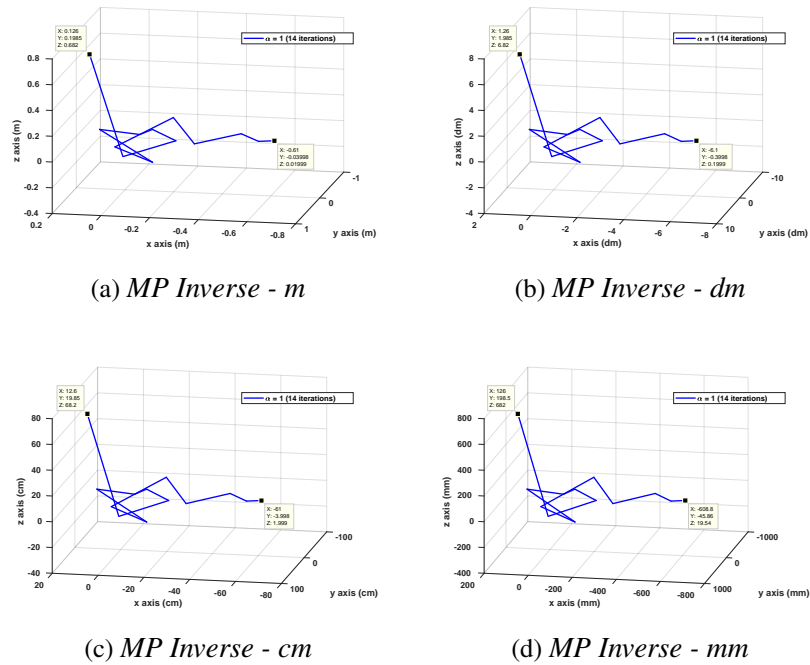 X: 0.126
Y: 0.1985
Z: 0.682
α = 1 (14 iterations)
0.8
0.6
0.4
0.2
0
-0.2
-0.4
z axis (m)
X: -0.61
Y: -0.03998
Z: 0.01999
0.2
0
-0.2
-0.4
-0.6
-0.8
x axis (m)
-1
0
1
y axis (m)
(a) MP Inverse - m
X: 1.26
Y: 1.985
Z: 6.82
α = 1 (14 iterations)
8
6
4
2
0
-2
-4
z axis (dm)
X: -6.1
Y: -0.3998
Z: 0.1999
2
0
-2
-4
-6
-8
x axis (dm)
-10
0
10
y axis (dm)
(b) MP Inverse - dm
X: 12.6
Y: 19.85
Z: 68.2
α = 1 (14 iterations)
80
60
40
20
0
-20
-40
z axis (cm)
X: -61
Y: -3.998
Z: 1.999
20
0
-20
-40
-60
-80
x axis (cm)
-100
0
100
y axis (cm)
(c) MP Inverse - cm
X: 126
Y: 198.5
Z: 682
α = 1 (14 iterations)
800
600
400
200
0
-200
-400
z axis (mm)
X: -608.8
Y: -45.86
Z: 19.54
200
0
-200
-400
-600
-800
x axis (mm)
-1000
0
1000
y axis (mm)
(d) MP Inverse - mm